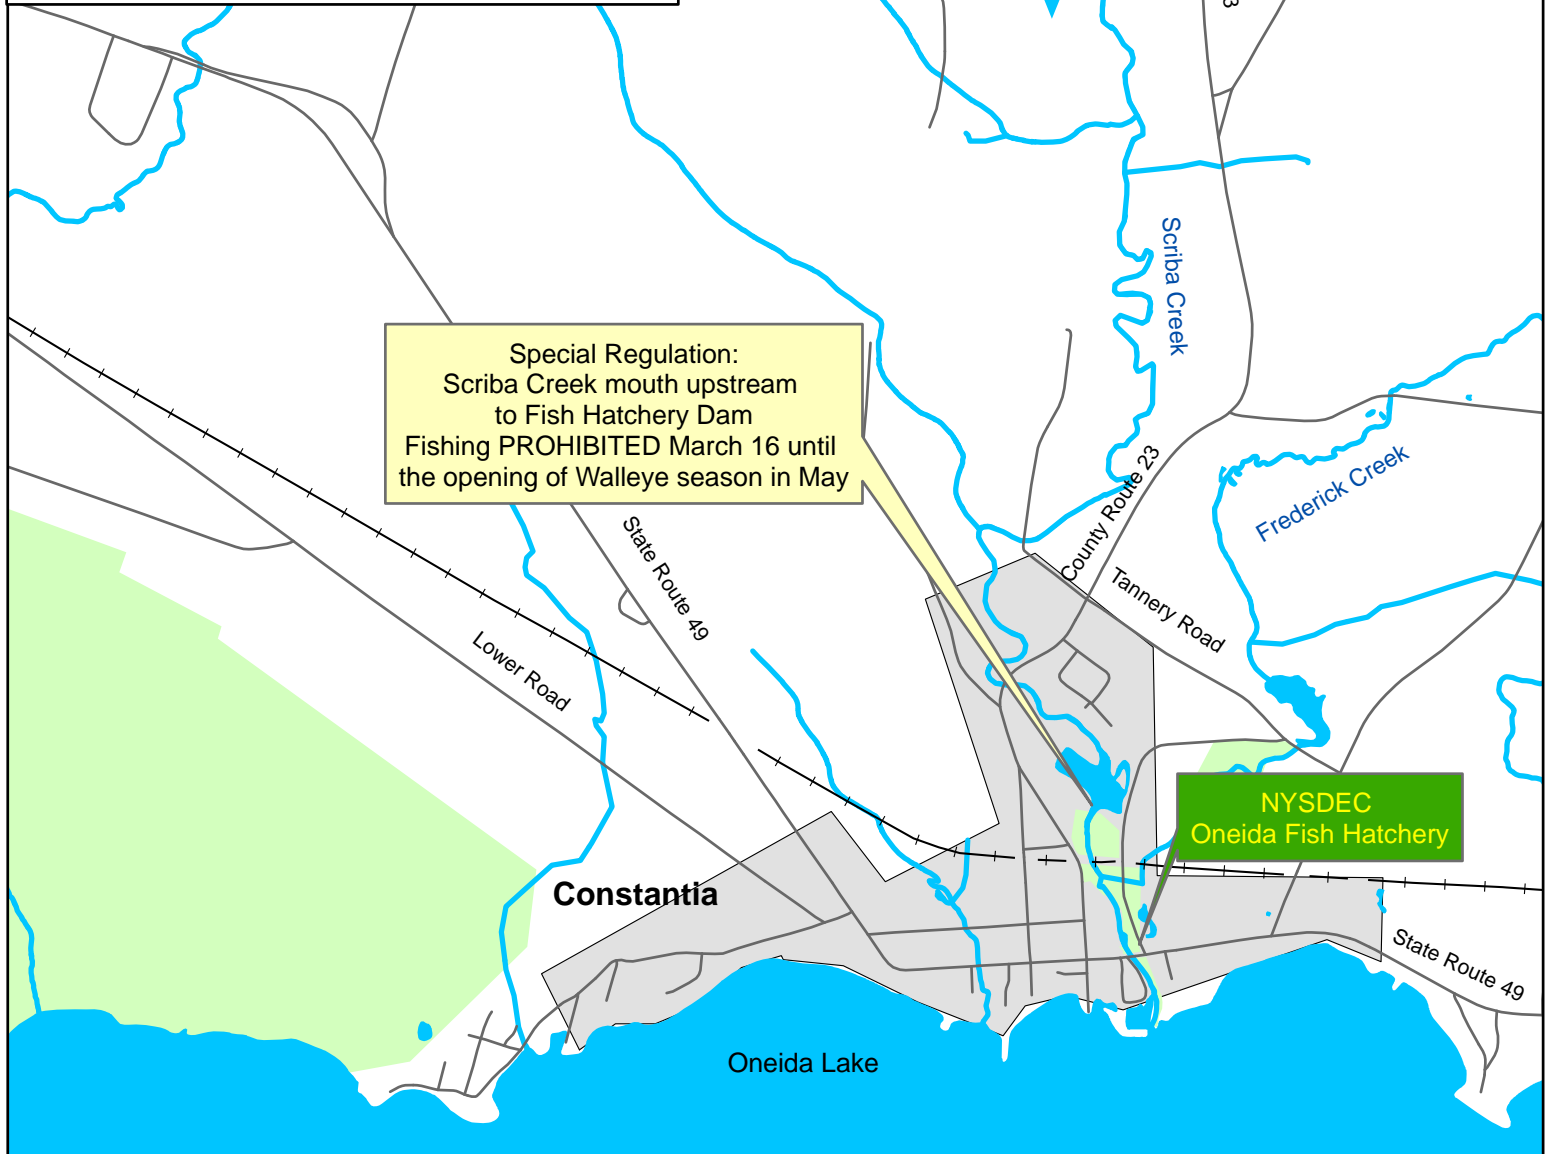 3
Scriba Creek
Special Regulation:
Scriba Creek mouth upstream
to Fish Hatchery Dam
Fishing PROHIBITED March 16 until
the opening of Walleye season in May
County Route 23
Frederick Creek
State Route 49
Tannery Road
Lower Road
NYSDEC
Oneida Fish Hatchery
Constantia
State Route 49
Oneida Lake